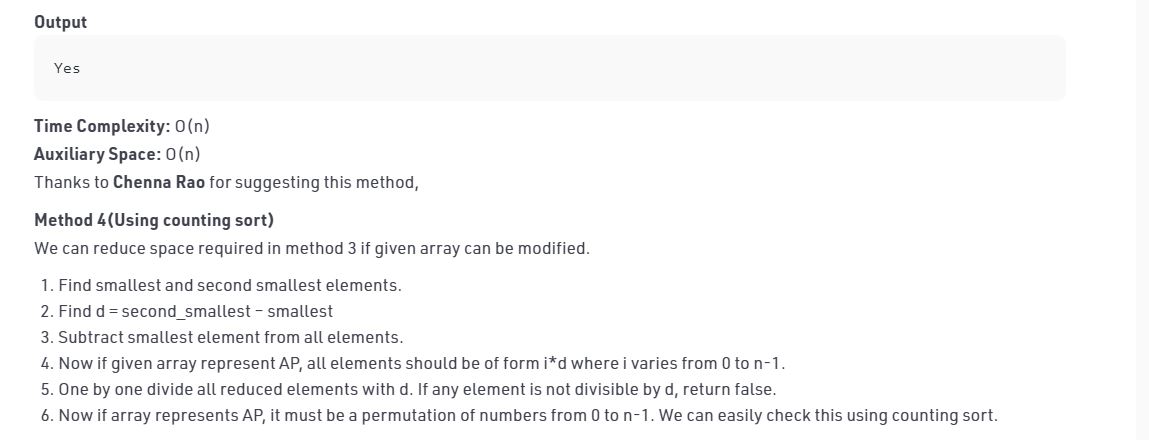 Output
Yes
Time Complexity: O(n)
Auxiliary Space: O(n)
Thanks to Chenna Rao for suggesting this method,
Method 4(Using counting sort)
We can reduce space required in method 3 if given array can be modified.
1. Find smallest and second smallest elements.
2. Find d = second_smallest – smallest
3. Subtract smallest element from all elements.
4. Now if given array represent AP, all elements should be of form i*d where i varies from 0 to n-1.
5. One by one divide all reduced elements with d. If any element is not divisible by d, return false.
6. Now if array represents AP, it must be a permutation of numbers from 0 to n-1. We can easily check this using counting sort.